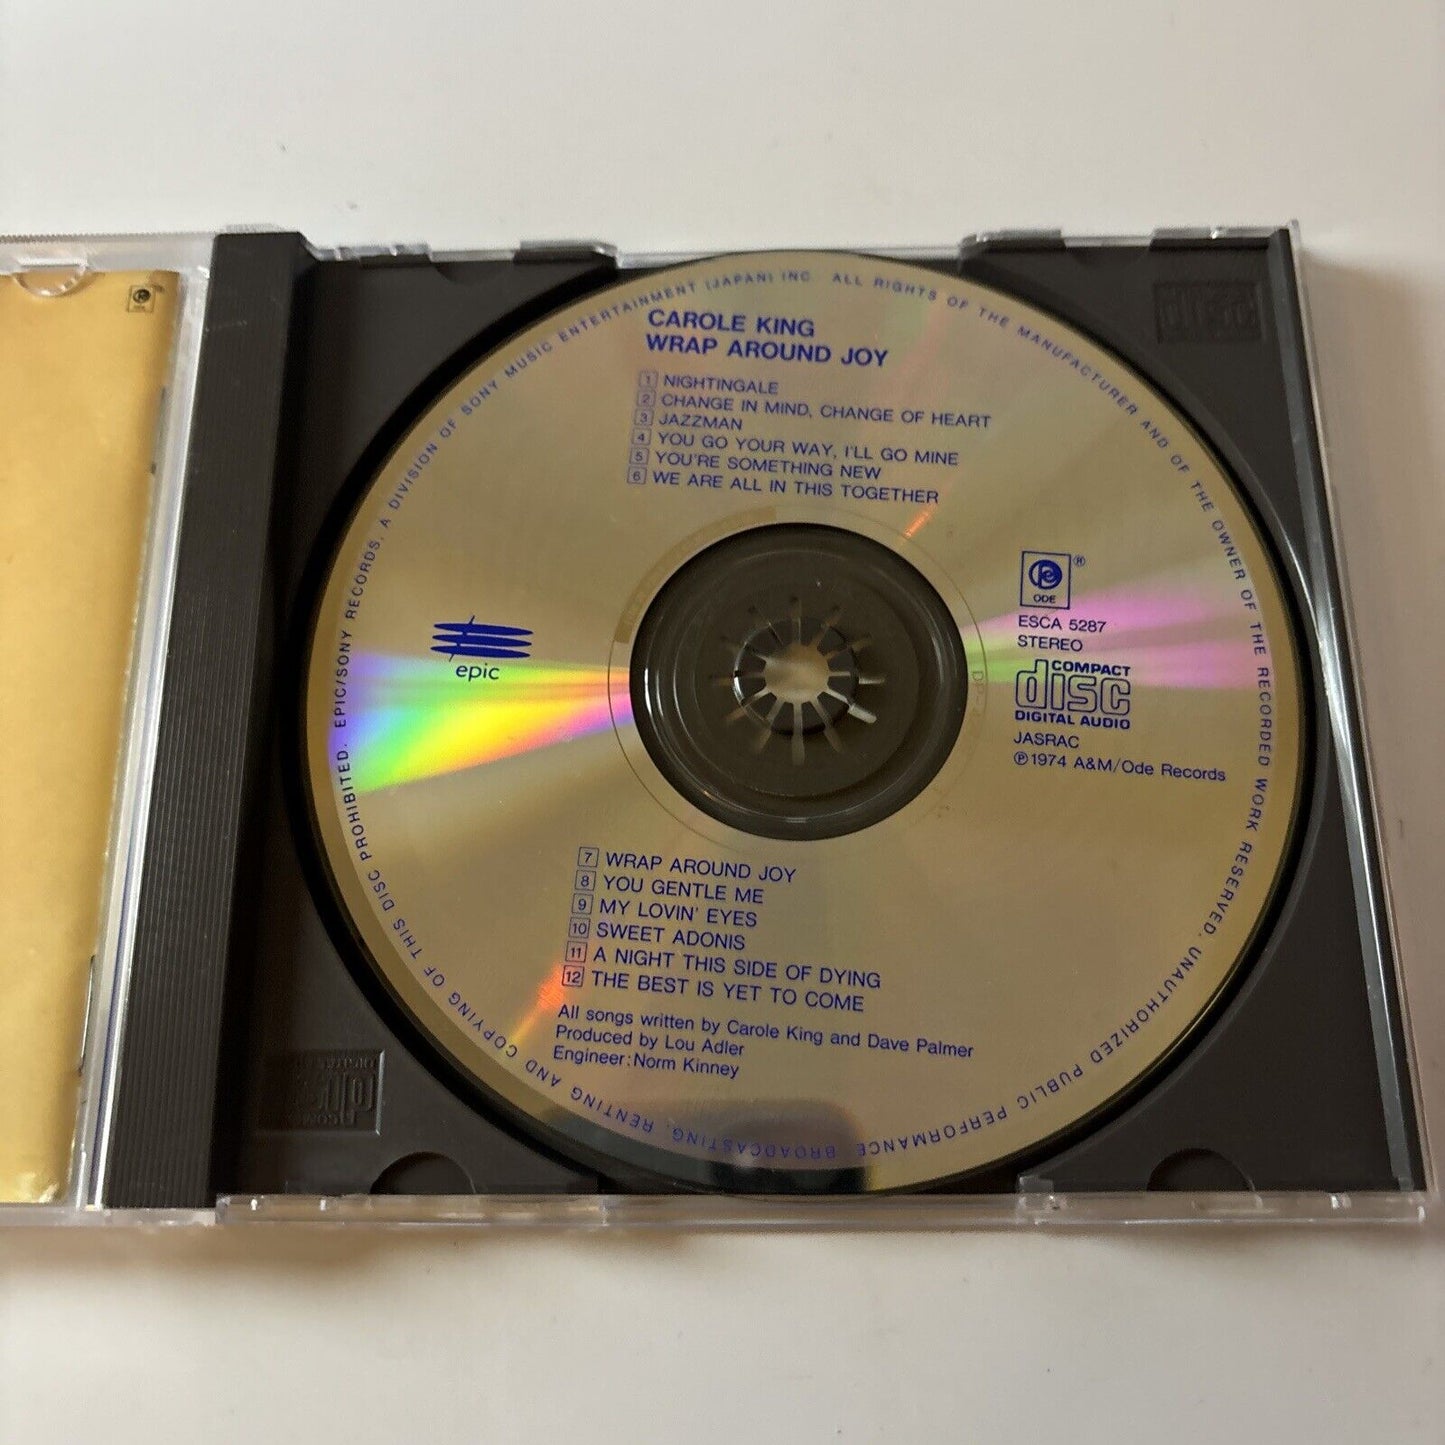 CAROLE KING
WRAP AROUND JOY
1 NIGHTINGALE
2 CHANGE IN MIND, CHANGE OF HEART
3 JAZZMAN
4 YOU GO YOUR WAY, I'LL GO MINE
5 YOU'RE SOMETHING NEW
6 WE ARE ALL IN THIS TOGETHER
epic
ODE
®
ESCA 5287
STEREO
COMPACT
disc
DIGITAL AUDIO
JASRAC
℗1974 A&M/Ode Records
7 WRAP AROUND JOY
8 YOU GENTLE ME
9 MY LOVIN' EYES
10 SWEET ADONIS
11 A NIGHT THIS SIDE OF DYING
12 THE BEST IS YET TO COME
All songs written by Carole King and Dave Palmer
Produced by Lou Adler
Engineer:Norm Kinney
EPIC/SONY RECORDS, A DIVISION OF SONY MUSIC ENTERTAINMENT (JAPAN) INC. ALL RIGHTS OF THE MANUFACTURER AND OF THE OWNER OF THE RECORDED WORK RESERVED. UNAUTHORIZED PUBLIC PERFORMANCE, BROADCASTING, RENTING AND COPYING OF THIS DISC PROHIBITED.
disc